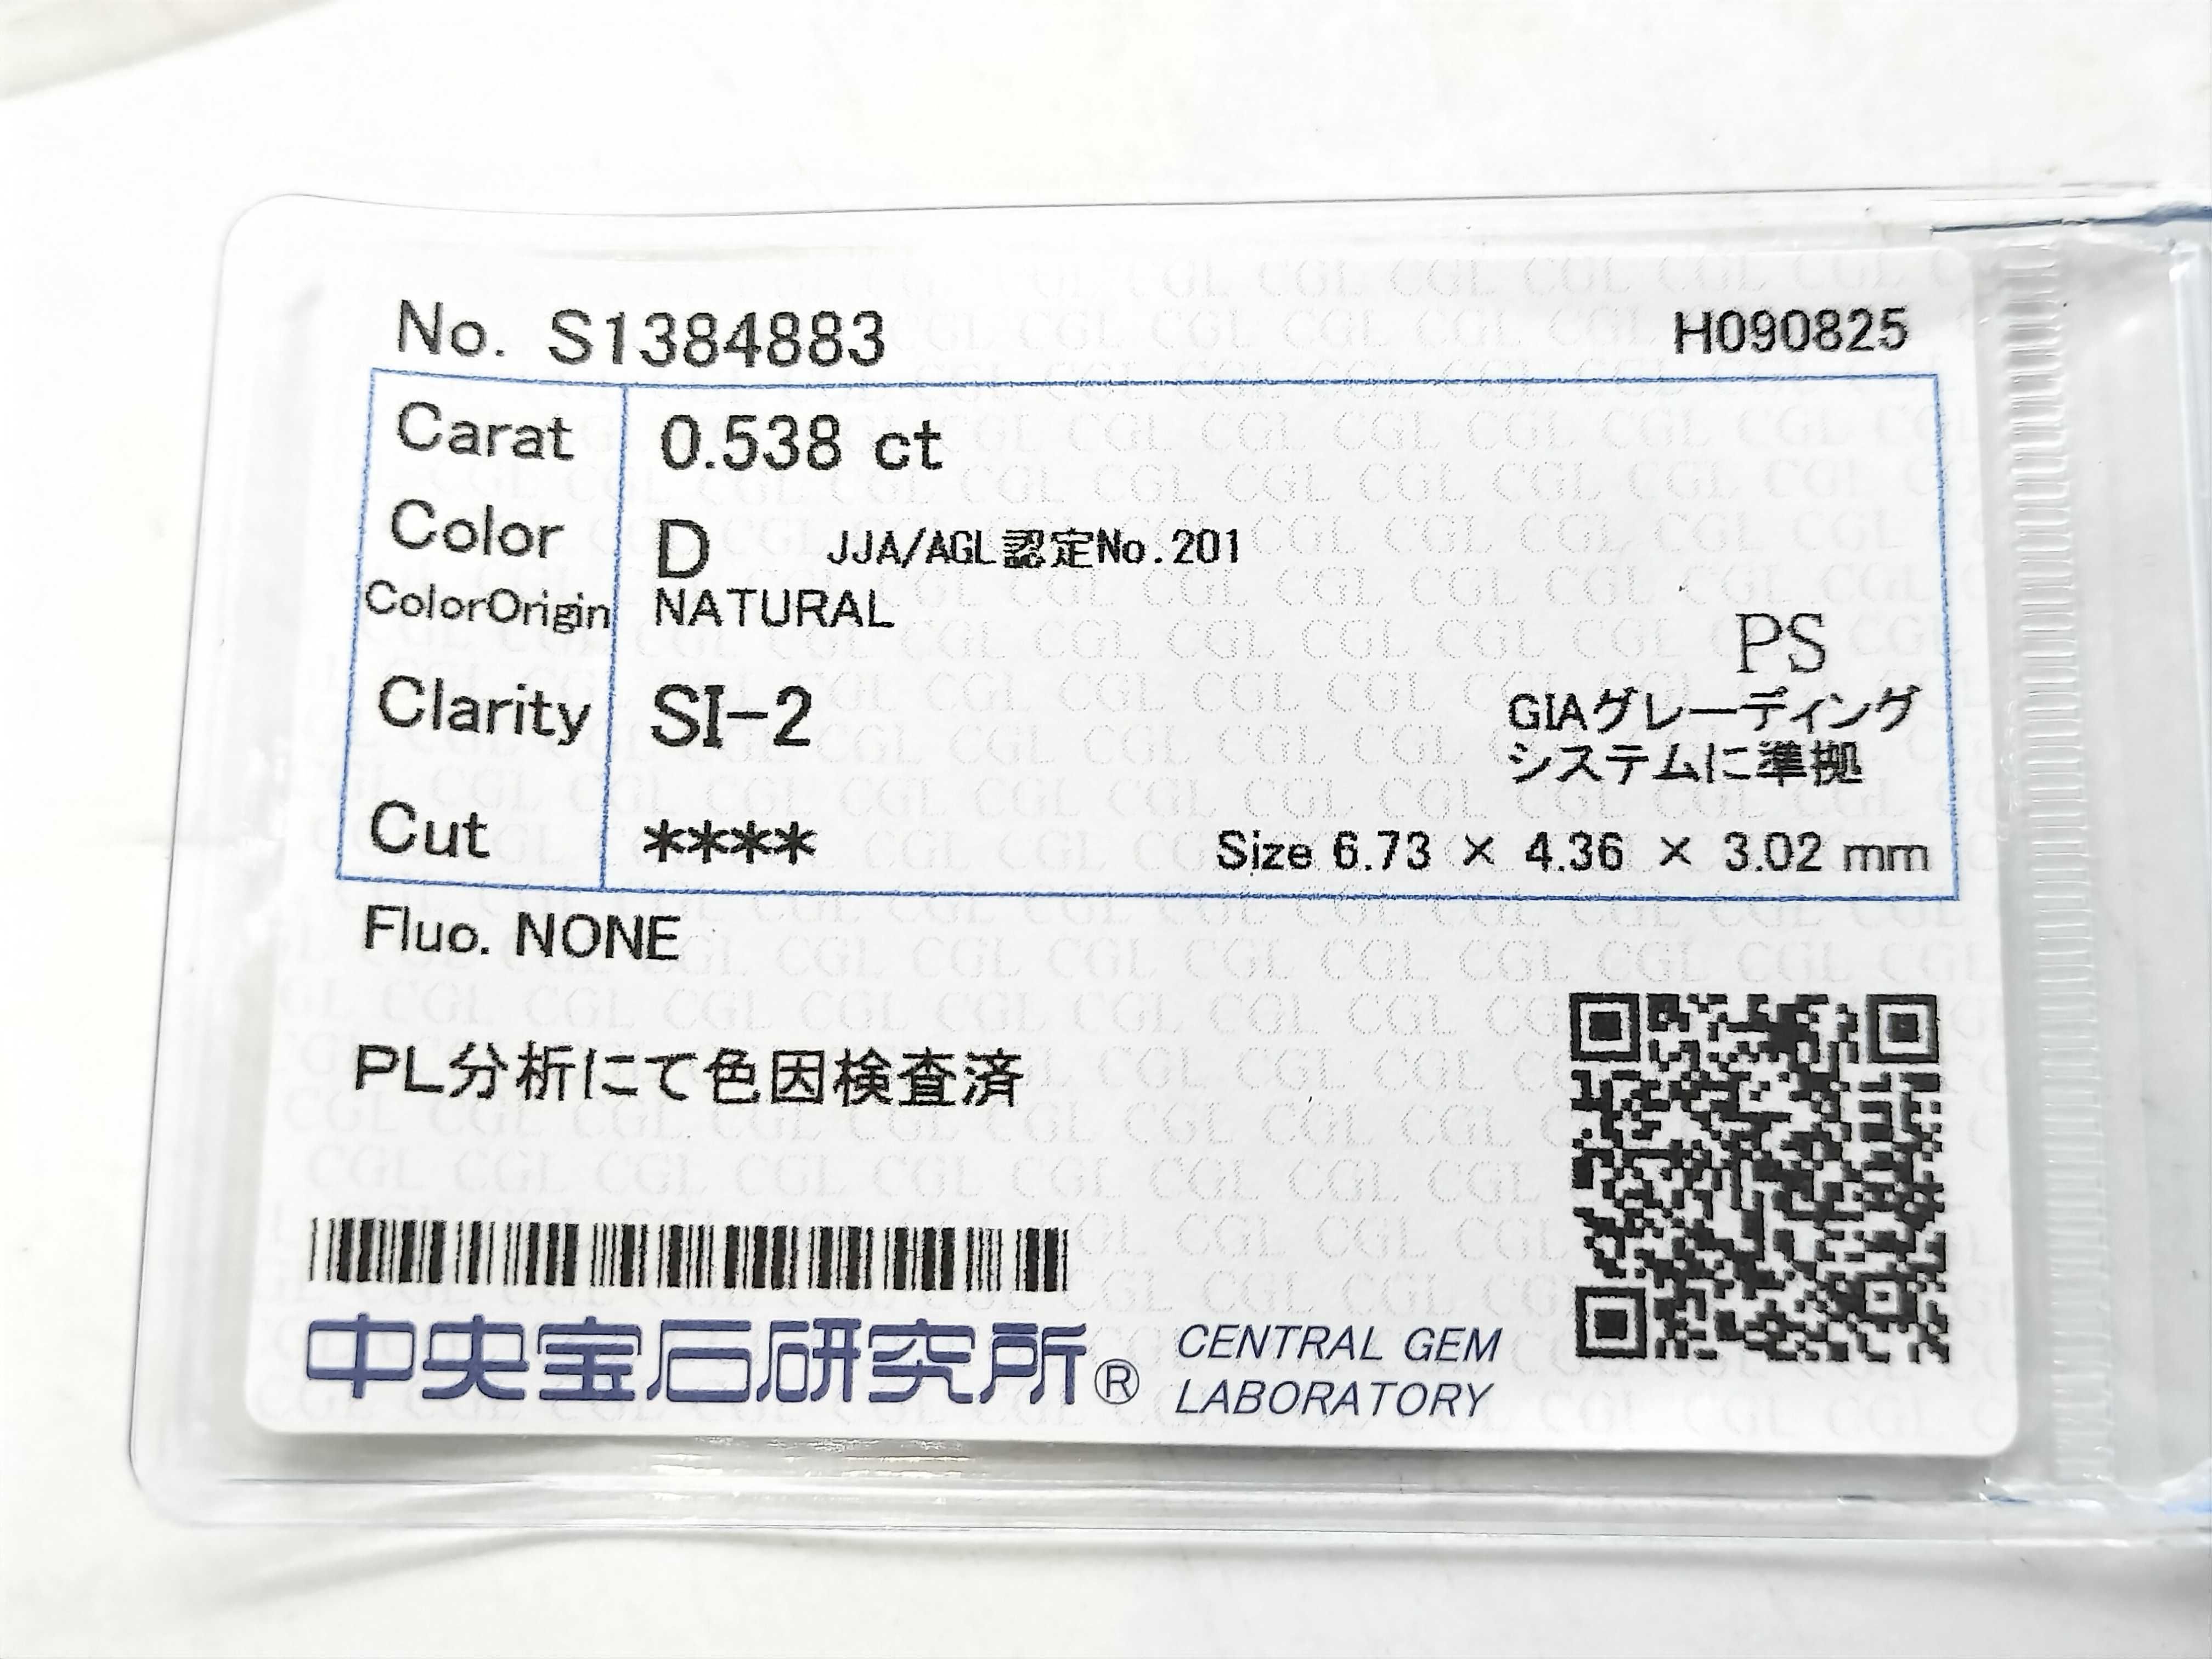 No. S1384883 H090825
Carat 0.538 ct
Color D JJA/AGL認定No.201
ColorOrigin NATURAL
PS
Clarity SI-2 GIAグレーディング
システムに準拠
Cut **** Size 6.73 × 4.36 × 3.02 mm
Fluo. NONE
PL分析にて色因検査済
中央宝石研究所® CENTRAL GEM
LABORATORY